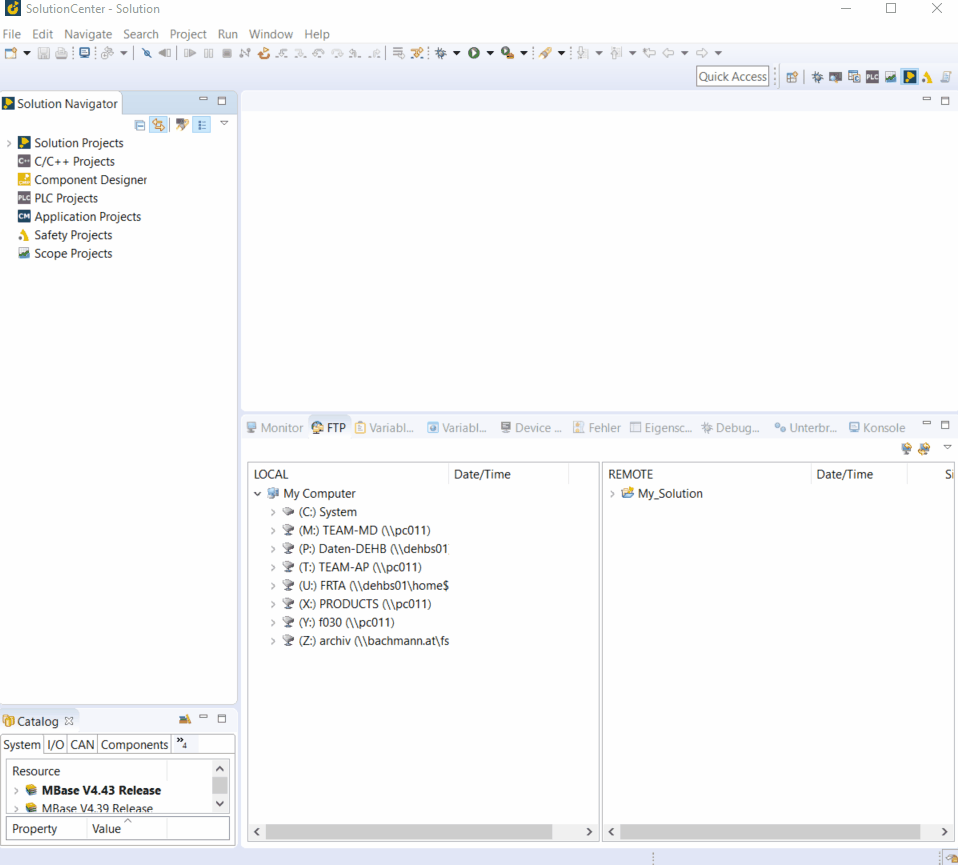 SolutionCenter - Solution
File Edit Navigate Search Project Run Window Help
Quick Access
PLC
Solution Navigator
Solution Projects
C++ C/C++ Projects
Component Designer
PLC PLC Projects
CM Application Projects
Safety Projects
Scope Projects
Monitor FTP Variabl... Variabl... Device ... Fehler Eigensc... Debug... Unterbr... Konsole
LOCAL Date/Time
My Computer
(C:) System
(M:) TEAM-MD (\\pc011)
(P:) Daten-DEHB (\\dehbs01
(T:) TEAM-AP (\\pc011)
(U:) FRTA (\\dehbs01\home$
(X:) PRODUCTS (\\pc011)
(Y:) f030 (\\pc011)
(Z:) archiv (\\bachmann.at\fs
REMOTE Date/Time Si
My_Solution
Catalog
System I/O CAN Components »4
Resource
MBase V4.43 Release
MBase V4.39 Release
Property Value